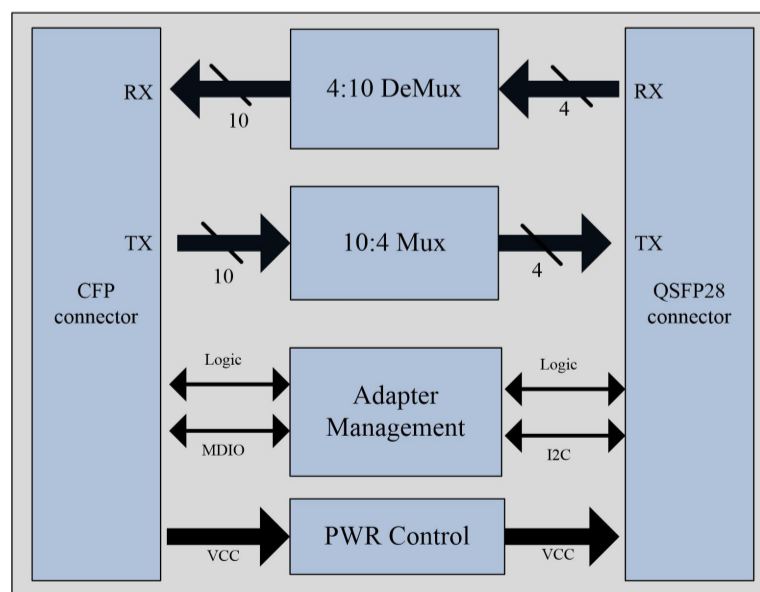 RX
10
4:10 DeMux
4
RX
TX
10
10:4 Mux
4
TX
CFP
connector
QSFP28
connector
Logic
MDIO
Adapter
Management
Logic
I2C
VCC
PWR Control
VCC